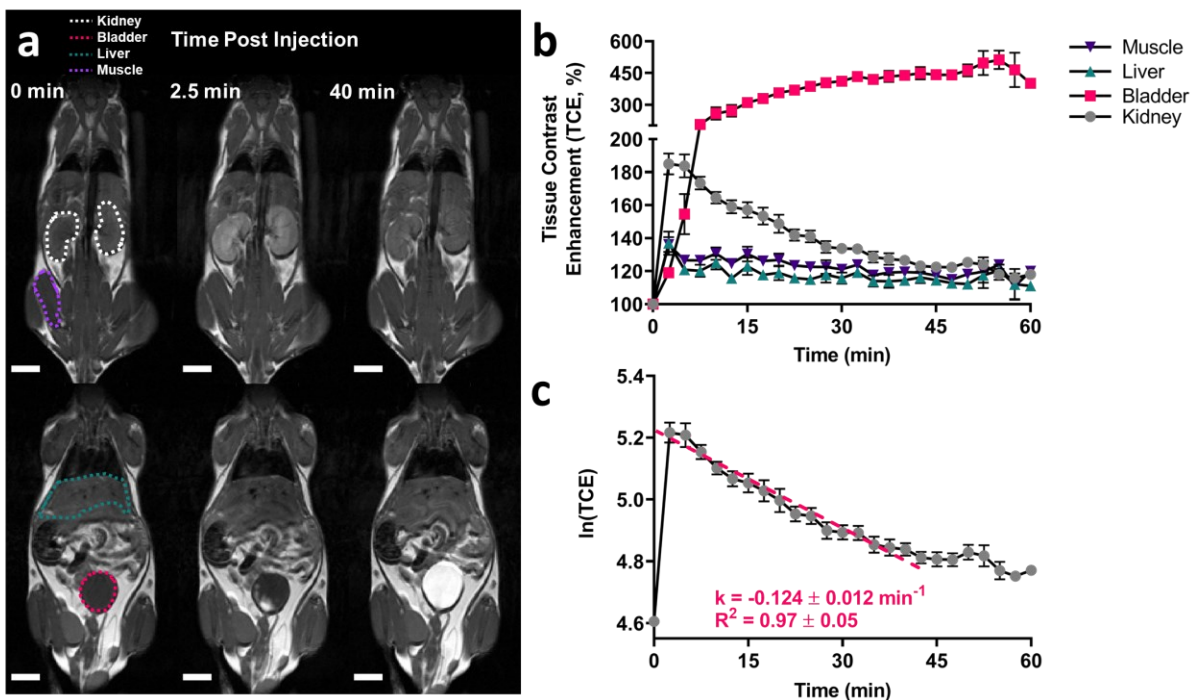 a
Kidney
Bladder
Liver
Muscle
Time Post Injection
0 min
2.5 min
40 min
b
600
450
300
200
180
160
140
120
100
Tissue Contrast
Enhancement (TCE, %)
0
15
30
45
60
Time (min)
Muscle
Liver
Bladder
Kidney
c
5.4
5.2
5.0
4.8
4.6
ln(TCE)
k = -0.124 ± 0.012 min⁻¹
R² = 0.97 ± 0.05
0
15
30
45
60
Time (min)